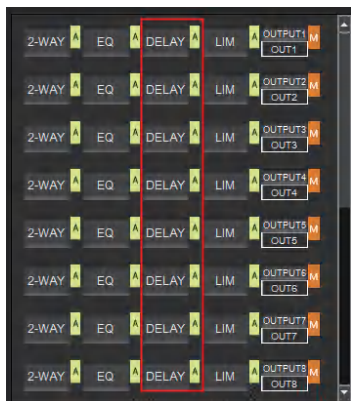 2-WAY A EQ A DELAY A LIM A OUTPUT1 M
OUT1
2-WAY A EQ A DELAY A LIM A OUTPUT2 M
OUT2
2-WAY A EQ A DELAY A LIM A OUTPUT3 M
OUT3
2-WAY A EQ A DELAY A LIM A OUTPUT4 M
OUT4
2-WAY A EQ A DELAY A LIM A OUTPUT5 M
OUT5
2-WAY A EQ A DELAY A LIM A OUTPUT6 M
OUT6
2-WAY A EQ A DELAY A LIM A OUTPUT7 M
OUT7
2-WAY A EQ A DELAY A LIM A OUTPUT8 M
OUT8